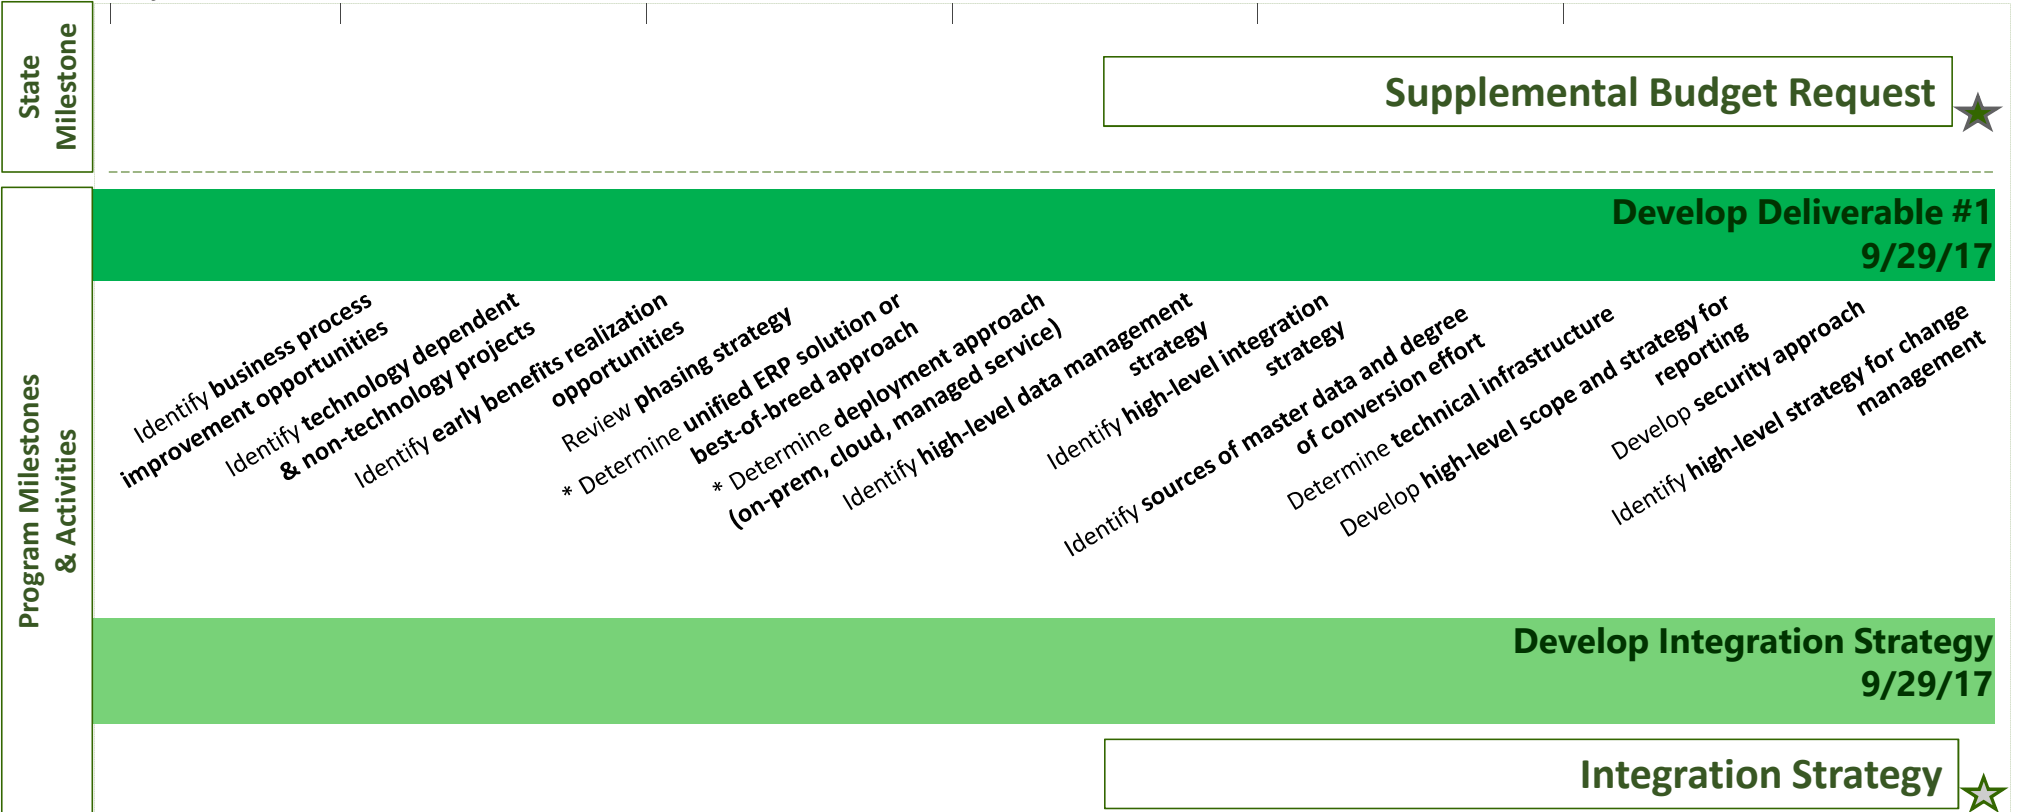 State
Milestone
Supplemental Budget Request
Program Milestones
& Activities
Develop Deliverable #1
9/29/17
Identify business process
improvement opportunities
Identify technology dependent
& non-technology projects
Identify early benefits realization
opportunities
Review phasing strategy
* Determine unified ERP solution or
best-of-breed approach
* Determine deployment approach
(on-prem, cloud, managed service)
Identify high-level data management
strategy
Identify high-level integration
strategy
Identify sources of master data and degree
of conversion effort
Determine technical infrastructure
Develop high-level scope and strategy for
reporting
Develop security approach
Identify high-level strategy for change
management
Develop Integration Strategy
9/29/17
Integration Strategy